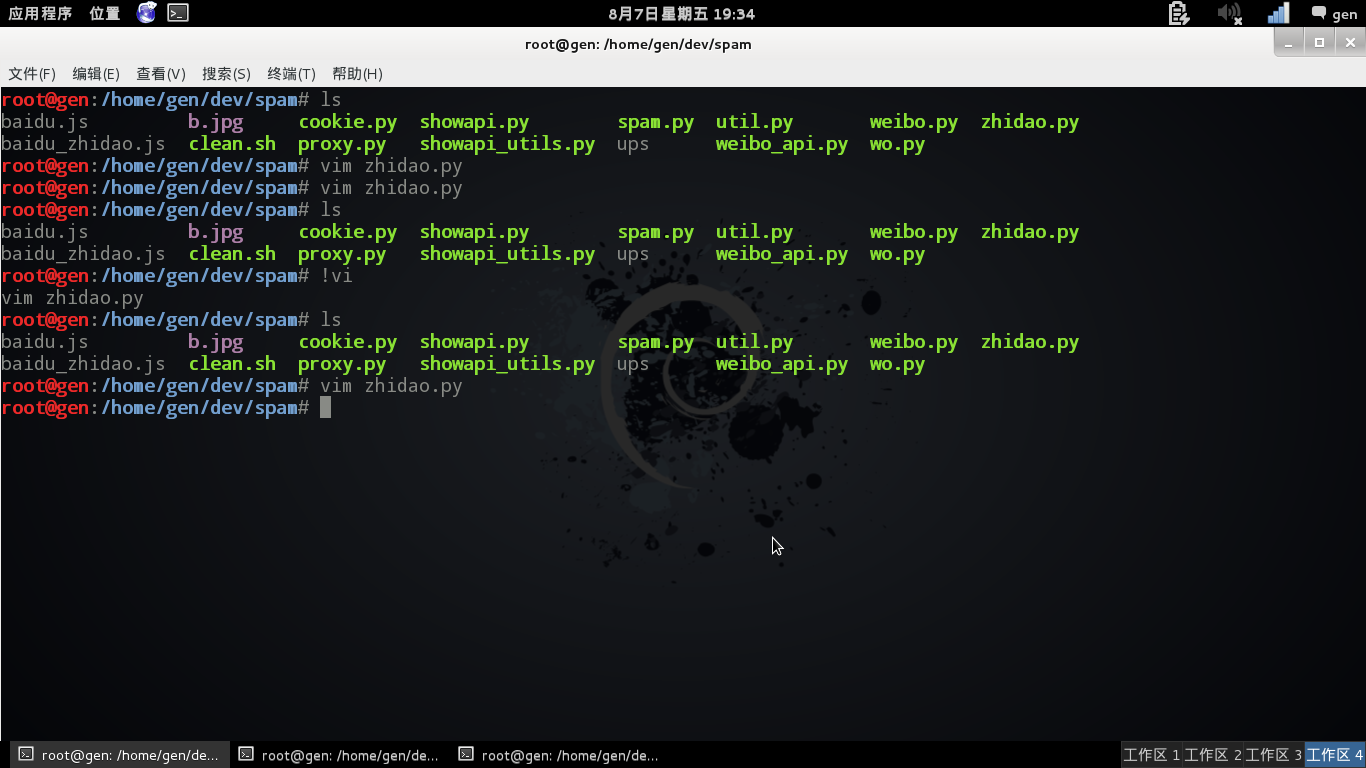 应用程序 位置 8月7日星期五 19:34 gen
root@gen: /home/gen/dev/spam
文件(F) 编辑(E) 查看(V) 搜索(S) 终端(T) 帮助(H)
root@gen:/home/gen/dev/spam# ls
baidu.js b.jpg cookie.py showapi.py spam.py util.py weibo.py zhidao.py
baidu_zhidao.js clean.sh proxy.py showapi_utils.py ups weibo_api.py wo.py
root@gen:/home/gen/dev/spam# vim zhidao.py
root@gen:/home/gen/dev/spam# vim zhidao.py
root@gen:/home/gen/dev/spam# ls
baidu.js b.jpg cookie.py showapi.py spam.py util.py weibo.py zhidao.py
baidu_zhidao.js clean.sh proxy.py showapi_utils.py ups weibo_api.py wo.py
root@gen:/home/gen/dev/spam# !vi
vim zhidao.py
root@gen:/home/gen/dev/spam# ls
baidu.js b.jpg cookie.py showapi.py spam.py util.py weibo.py zhidao.py
baidu_zhidao.js clean.sh proxy.py showapi_utils.py ups weibo_api.py wo.py
root@gen:/home/gen/dev/spam# vim zhidao.py
root@gen:/home/gen/dev/spam#
root@gen: /home/gen/de... root@gen: /home/gen/de... root@gen: /home/gen/de... 工作区 1 工作区 2 工作区 3 工作区 4